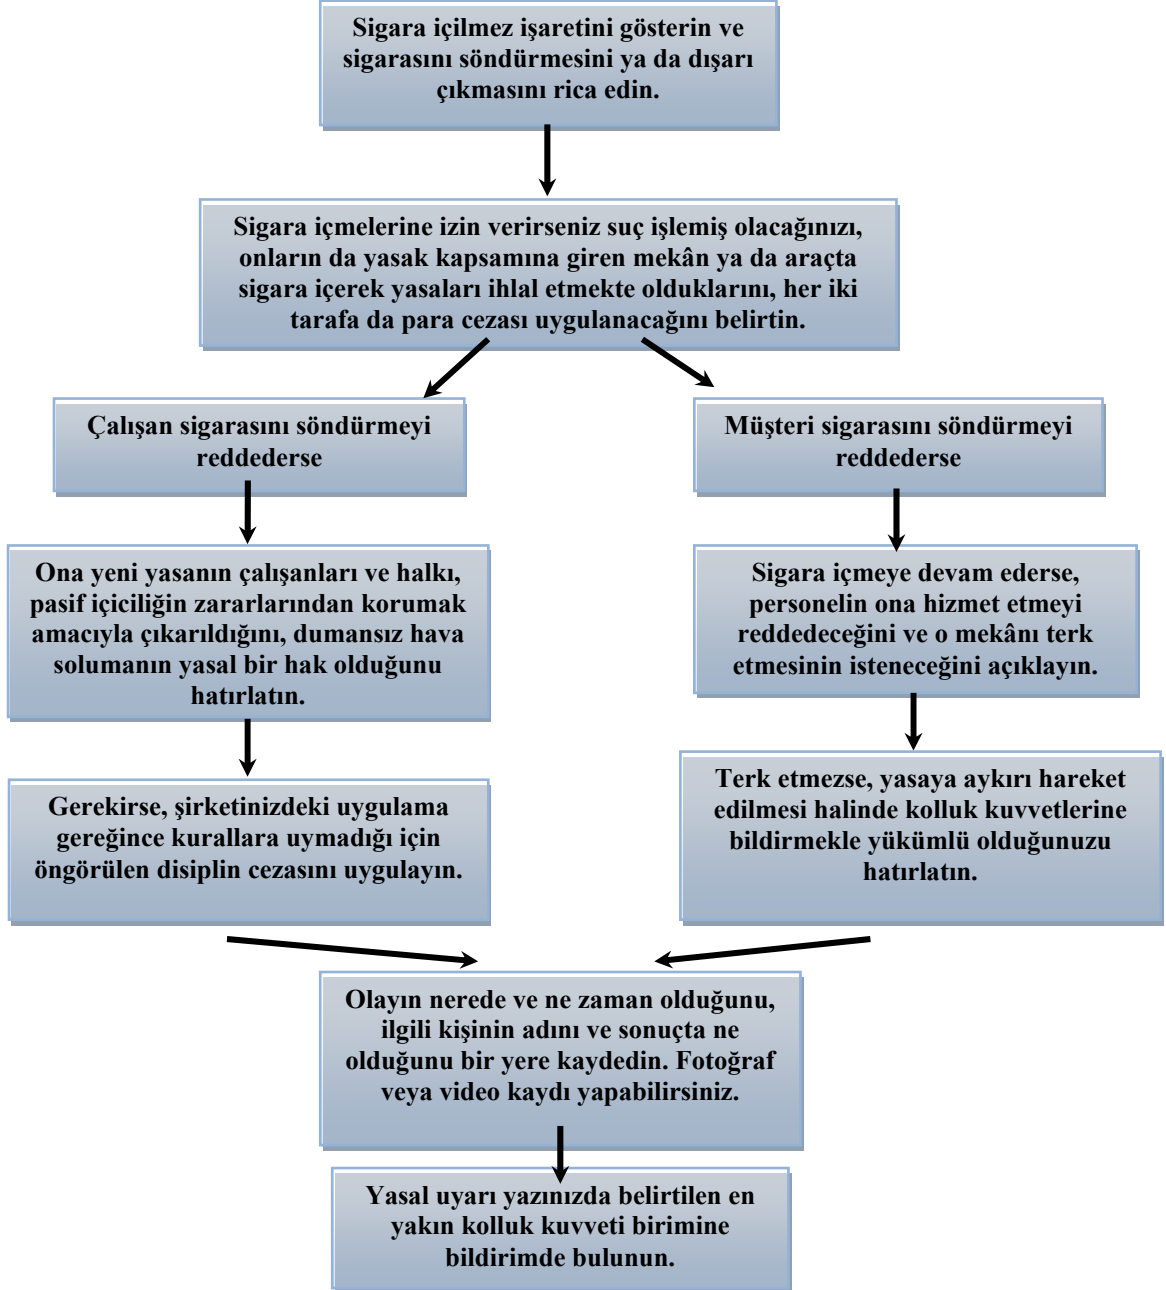 Sigara içilmez işaretini gösterin ve
sigarasını söndürmesini ya da dışarı
çıkmasını rica edin.
Sigara içmelerine izin verirseniz suç işlemiş olacağınızı,
onların da yasak kapsamına giren mekân ya da araçta
sigara içerek yasaları ihlal etmekte olduklarını, her iki
tarafa da para cezası uygulanacağını belirtin.
Çalışan sigarasını söndürmeyi
reddederse
Müşteri sigarasını söndürmeyi
reddederse
Ona yeni yasanın çalışanları ve halkı,
pasif içiciliğin zararlarından korumak
amacıyla çıkarıldığını, dumansız hava
solumanın yasal bir hak olduğunu
hatırlatın.
Sigara içmeye devam ederse,
personelin ona hizmet etmeyi
reddedeceğini ve o mekânı terk
etmesinin isteneceğini açıklayın.
Gerekirse, şirketinizdeki uygulama
gereğince kurallara uymadığı için
öngörülen disiplin cezasını uygulayın.
Terk etmezse, yasaya aykırı hareket
edilmesi halinde kolluk kuvvetlerine
bildirmekle yükümlü olduğunuzu
hatırlatın.
Olayın nerede ve ne zaman olduğunu,
ilgili kişinin adını ve sonuçta ne
olduğunu bir yere kaydedin. Fotoğraf
veya video kaydı yapabilirsiniz.
Yasal uyarı yazınızda belirtilen en
yakın kolluk kuvveti birimine
bildirimde bulunun.